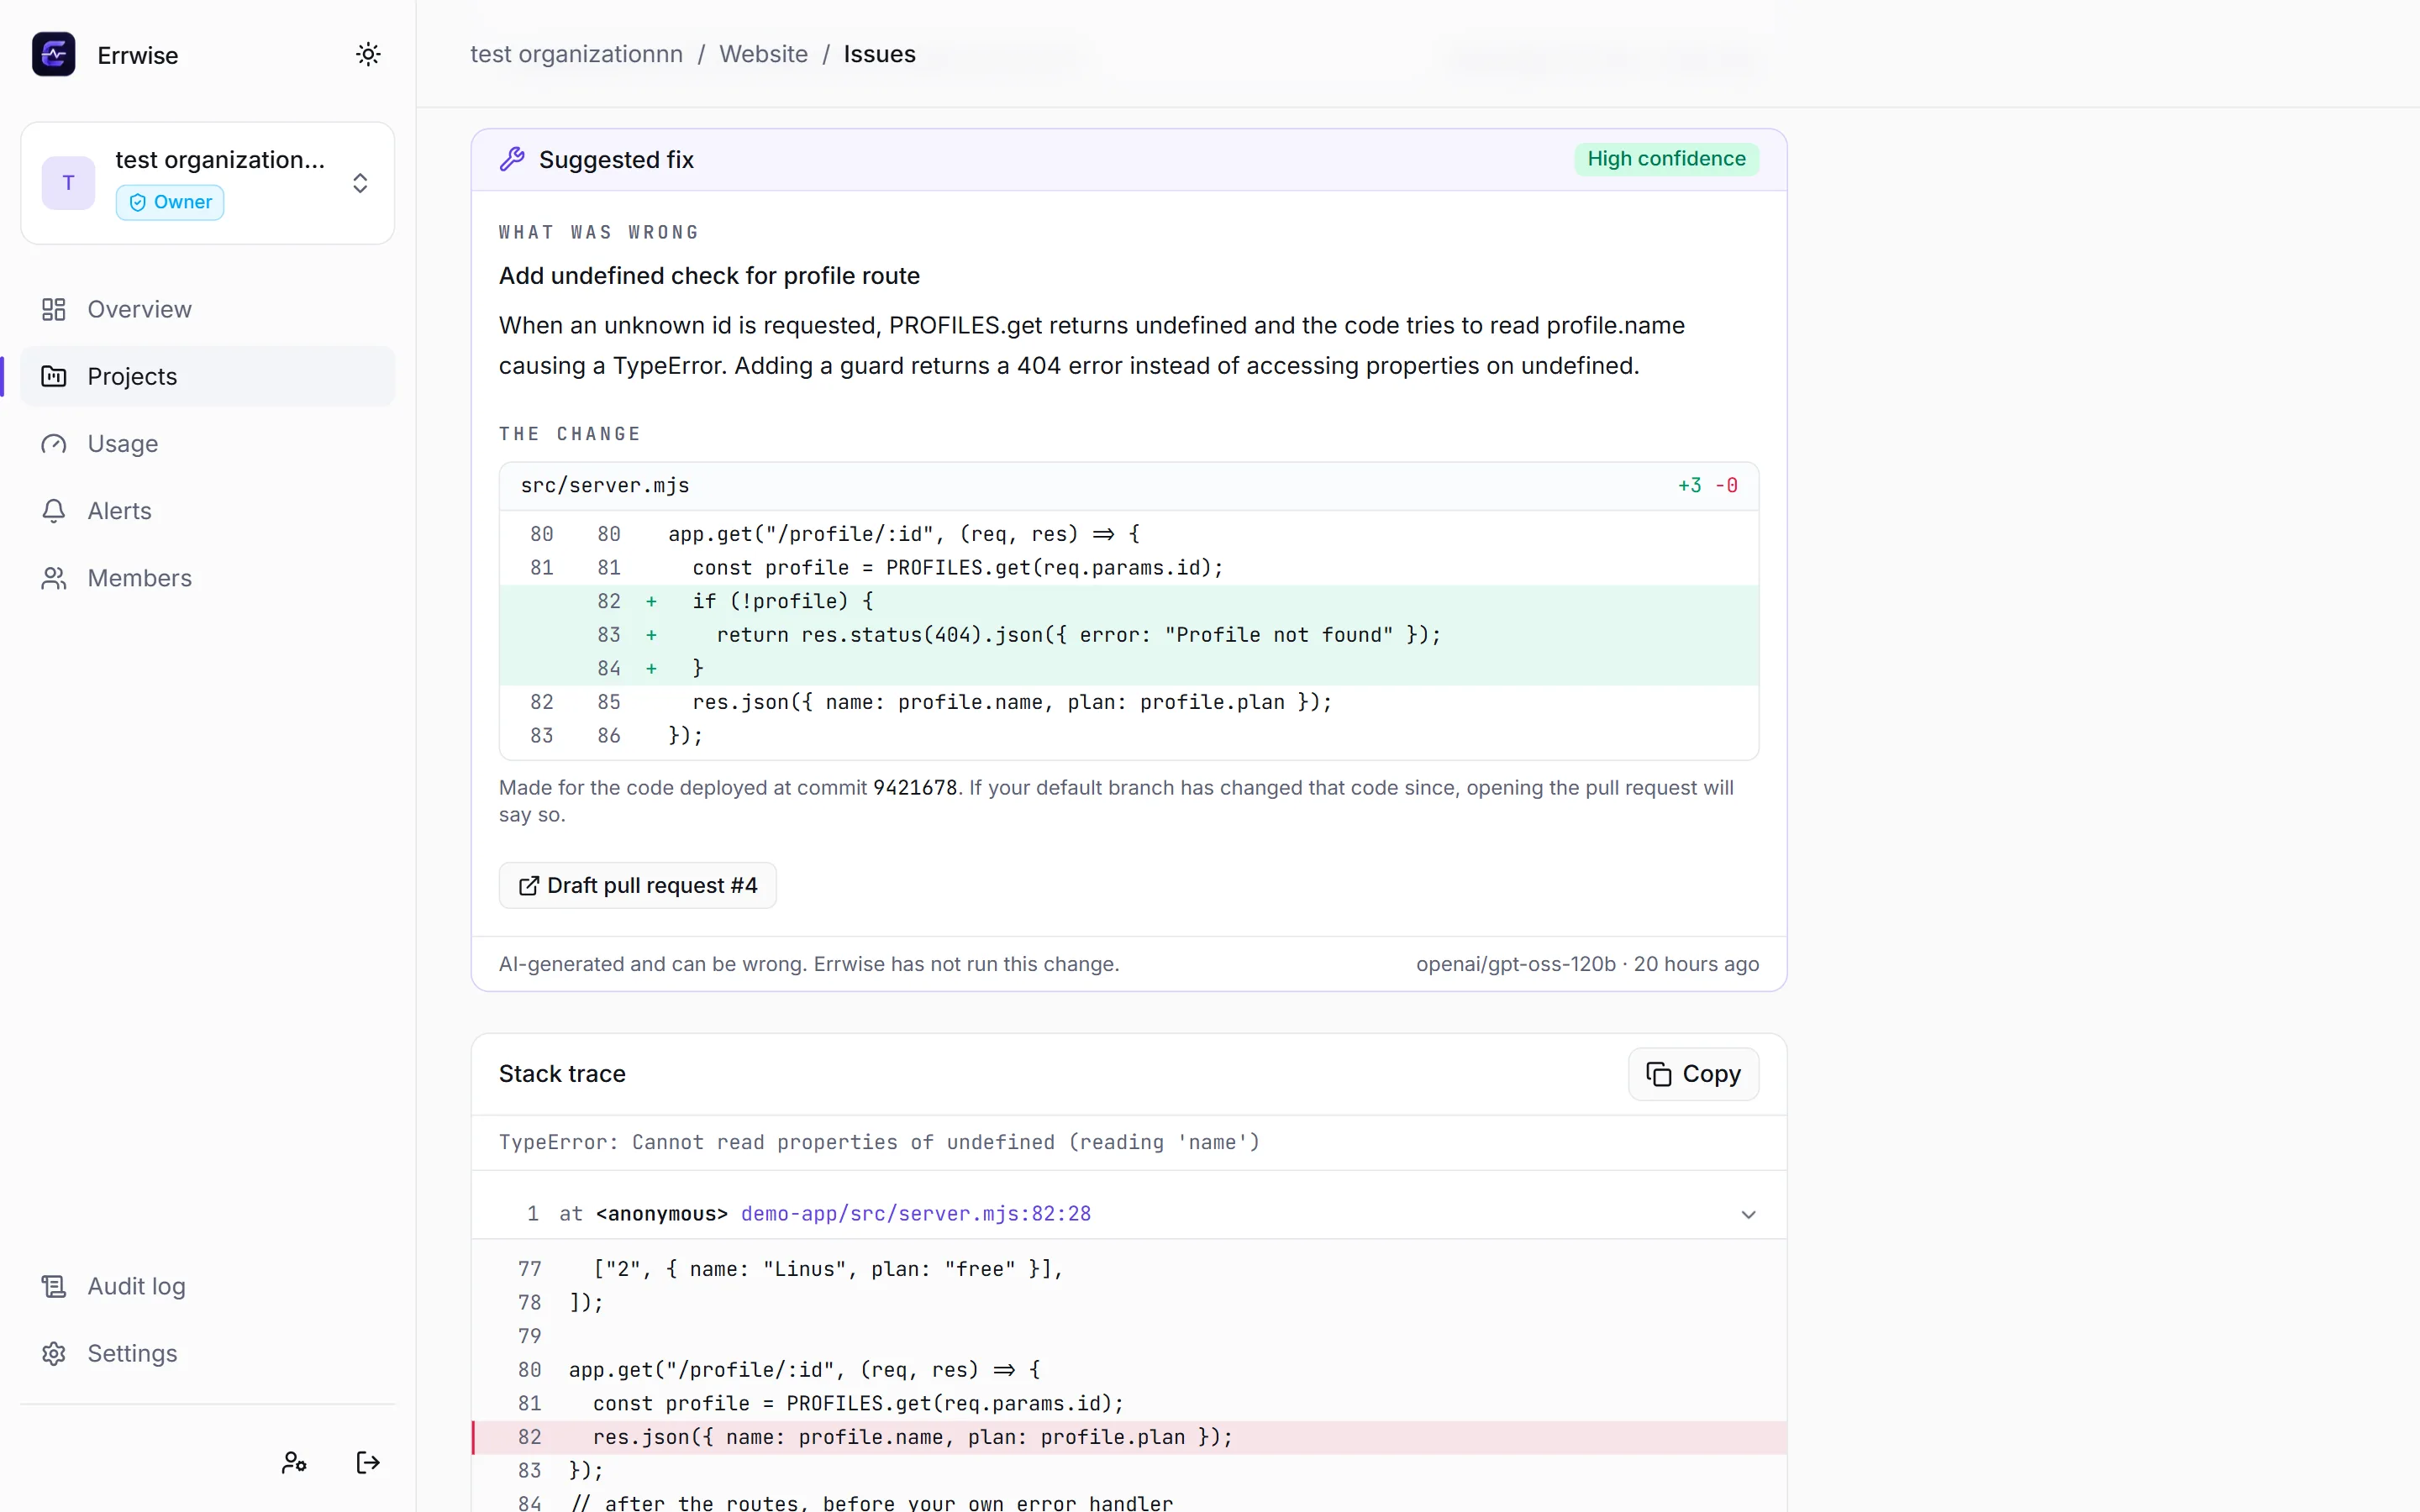 Errwise
test organizationnn / Website / Issues
T
test organization...
Owner
Overview
Projects
Usage
Alerts
Members
Audit log
Settings
Suggested fix
High confidence
WHAT WAS WRONG
Add undefined check for profile route
When an unknown id is requested, PROFILES.get returns undefined and the code tries to read profile.name
causing a TypeError. Adding a guard returns a 404 error instead of accessing properties on undefined.
THE CHANGE
src/server.mjs +3 -0
80 80 app.get("/profile/:id", (req, res) => {
81 81 const profile = PROFILES.get(req.params.id);
82 + if (!profile) {
83 + return res.status(404).json({ error: "Profile not found" });
84 + }
82 85 res.json({ name: profile.name, plan: profile.plan });
83 86 });
Made for the code deployed at commit 9421678. If your default branch has changed that code since, opening the pull request will
say so.
Draft pull request #4
AI-generated and can be wrong. Errwise has not run this change.
openai/gpt-oss-120b · 20 hours ago
Stack trace
Copy
TypeError: Cannot read properties of undefined (reading 'name')
1 at <anonymous> demo-app/src/server.mjs:82:28
77 ["2", { name: "Linus", plan: "free" }],
78 ]);
79
80 app.get("/profile/:id", (req, res) => {
81 const profile = PROFILES.get(req.params.id);
82 res.json({ name: profile.name, plan: profile.plan });
83 });
84 // after the routes, before your own error handler